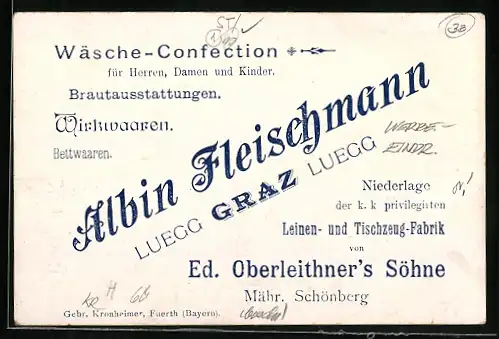 Wäsche-Confection
für Herren, Damen und Kinder.
Brautausstattungen.
Wirkwaaren.
Bettwaaren.
Albin Fleischmann
LUEGG GRAZ LUEGG
Niederlage
der k. k privilegirten
Leinen- und Tischzeug-Fabrik
von
Ed. Oberleithner's Söhne
Mähr. Schönberg
Gebr. Kronheimer, Fuerth (Bayern).